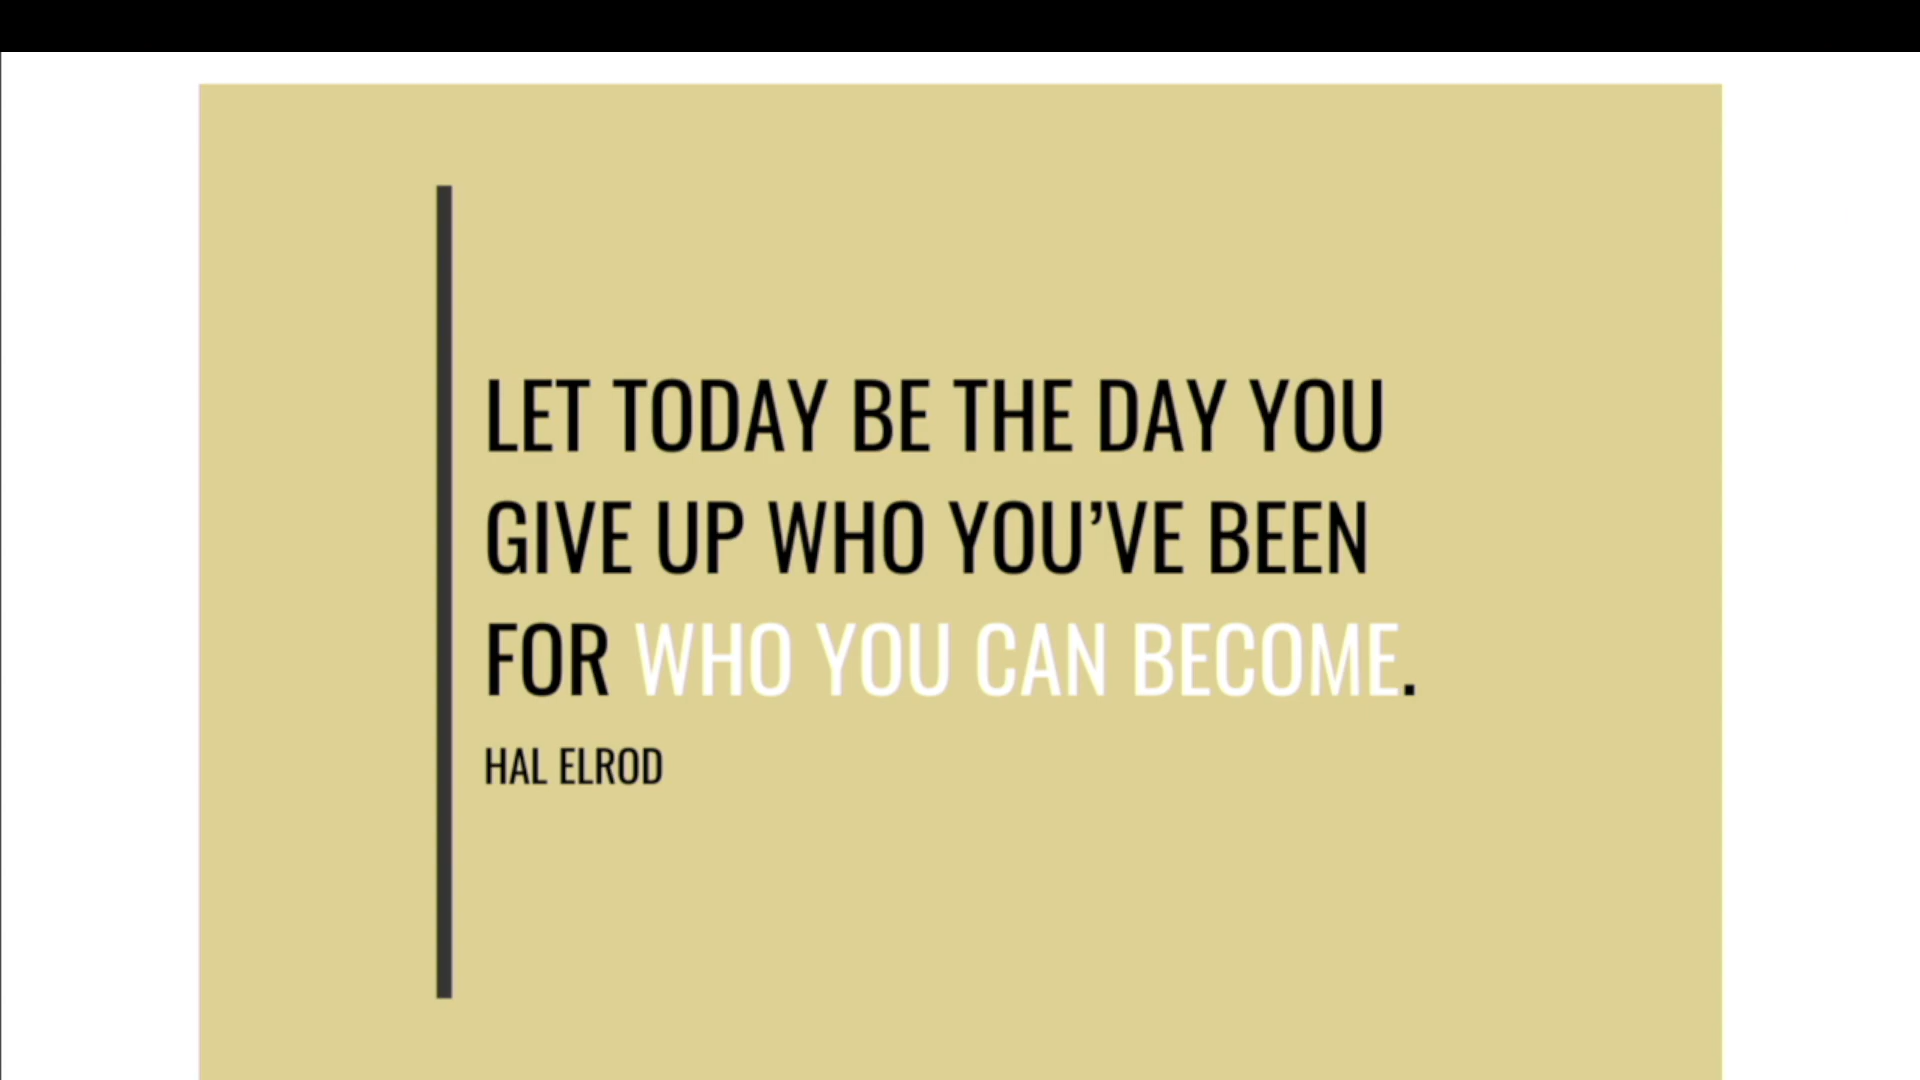 LET TODAY BE THE DAY YOU
GIVE UP WHO YOU’VE BEEN
FOR WHO YOU CAN BECOME.
HAL ELROD